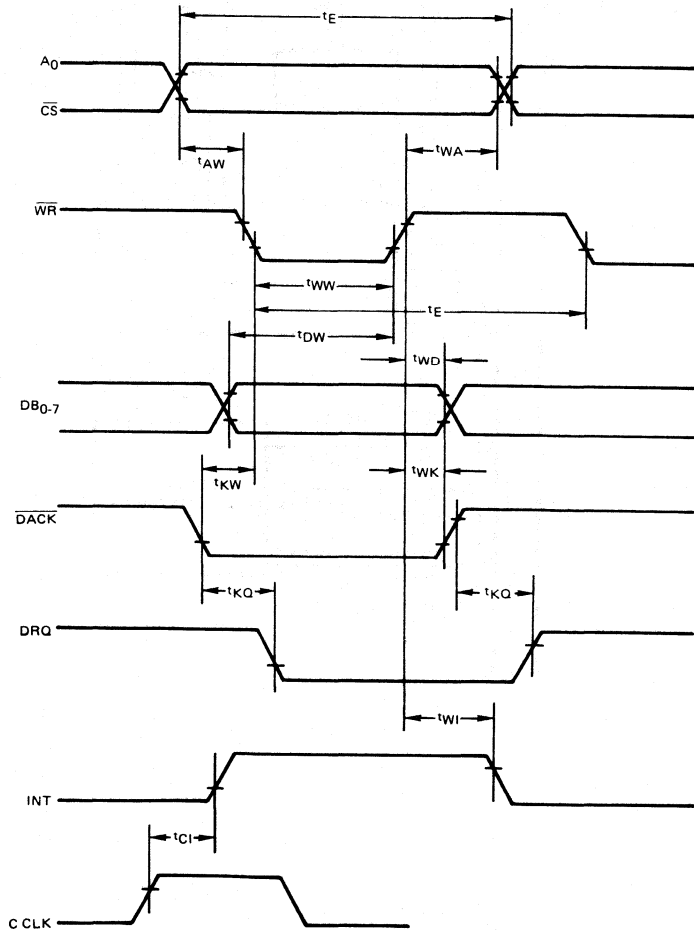 tE
A0
CS
tAW
tWA
WR
tWW
tE
tDW
tWD
DB0-7
tWK
tKW
DACK
tKQ
tKQ
DRQ
tWI
INT
tCI
C CLK